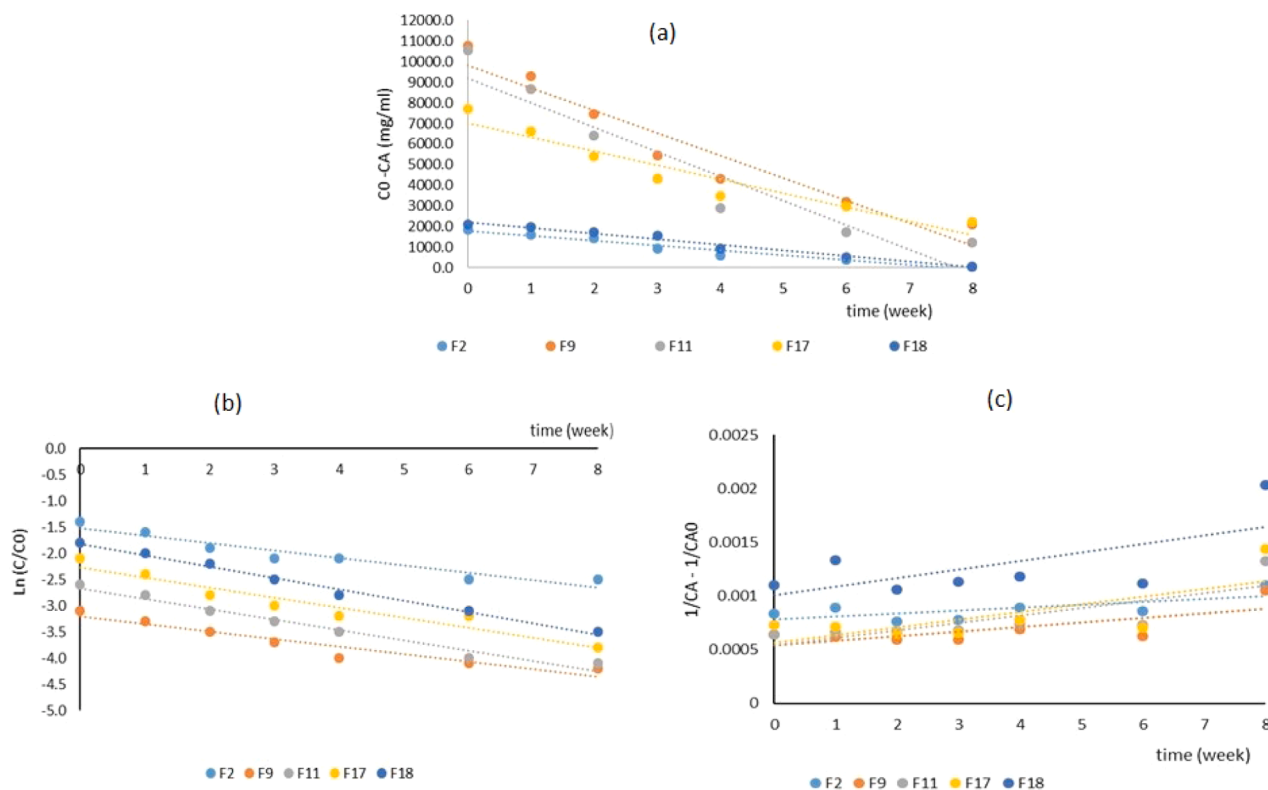 (a)
12000.0
11000.0
10000.0
9000.0
8000.0
7000.0
6000.0
5000.0
4000.0
3000.0
2000.0
1000.0
0.0
C0 -CA (mg/ml)
0 1 2 3 4 5 6 7 8
time (week)
F2 F9 F11 F17 F18
(b)
time (week)
0.0
0 1 2 3 4 5 6 7 8
-0.5
-1.0
-1.5
-2.0
-2.5
-3.0
-3.5
-4.0
-4.5
-5.0
Ln (C/C0)
F2 F9 F11 F17 F18
(c)
0.0025
0.002
0.0015
0.001
0.0005
0
1/CA - 1/CA0
0 1 2 3 4 5 6 7 8
time (week)
F2 F9 F11 F17 F18